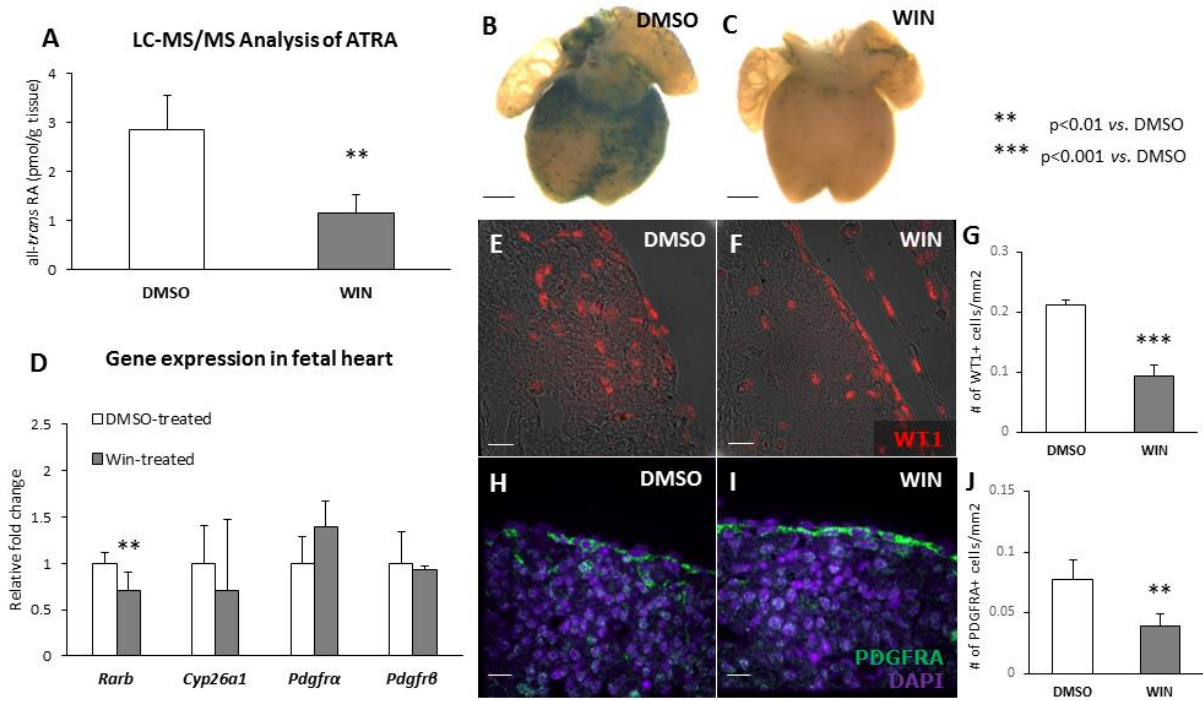 A
LC-MS/MS Analysis of ATRA
all-trans RA (pmol/g tissue)
4
3
2
1
0
**
DMSO
WIN
B
DMSO
C
WIN
** p<0.01 vs. DMSO
*** p<0.001 vs. DMSO
D
Gene expression in fetal heart
DMSO-treated
Win-treated
Relative fold change
2.5
2
1.5
1
0.5
0
**
Rarb
Cyp26a1
Pdgfrα
Pdgfrβ
E
DMSO
F
WIN
WT1
G
# of WT1+ cells/mm2
0.3
0.2
0.1
0
***
DMSO
WIN
H
DMSO
I
WIN
PDGFRA
DAPI
J
# of PDGFRA+ cells/mm2
0.15
0.1
0.05
0
**
DMSO
WIN